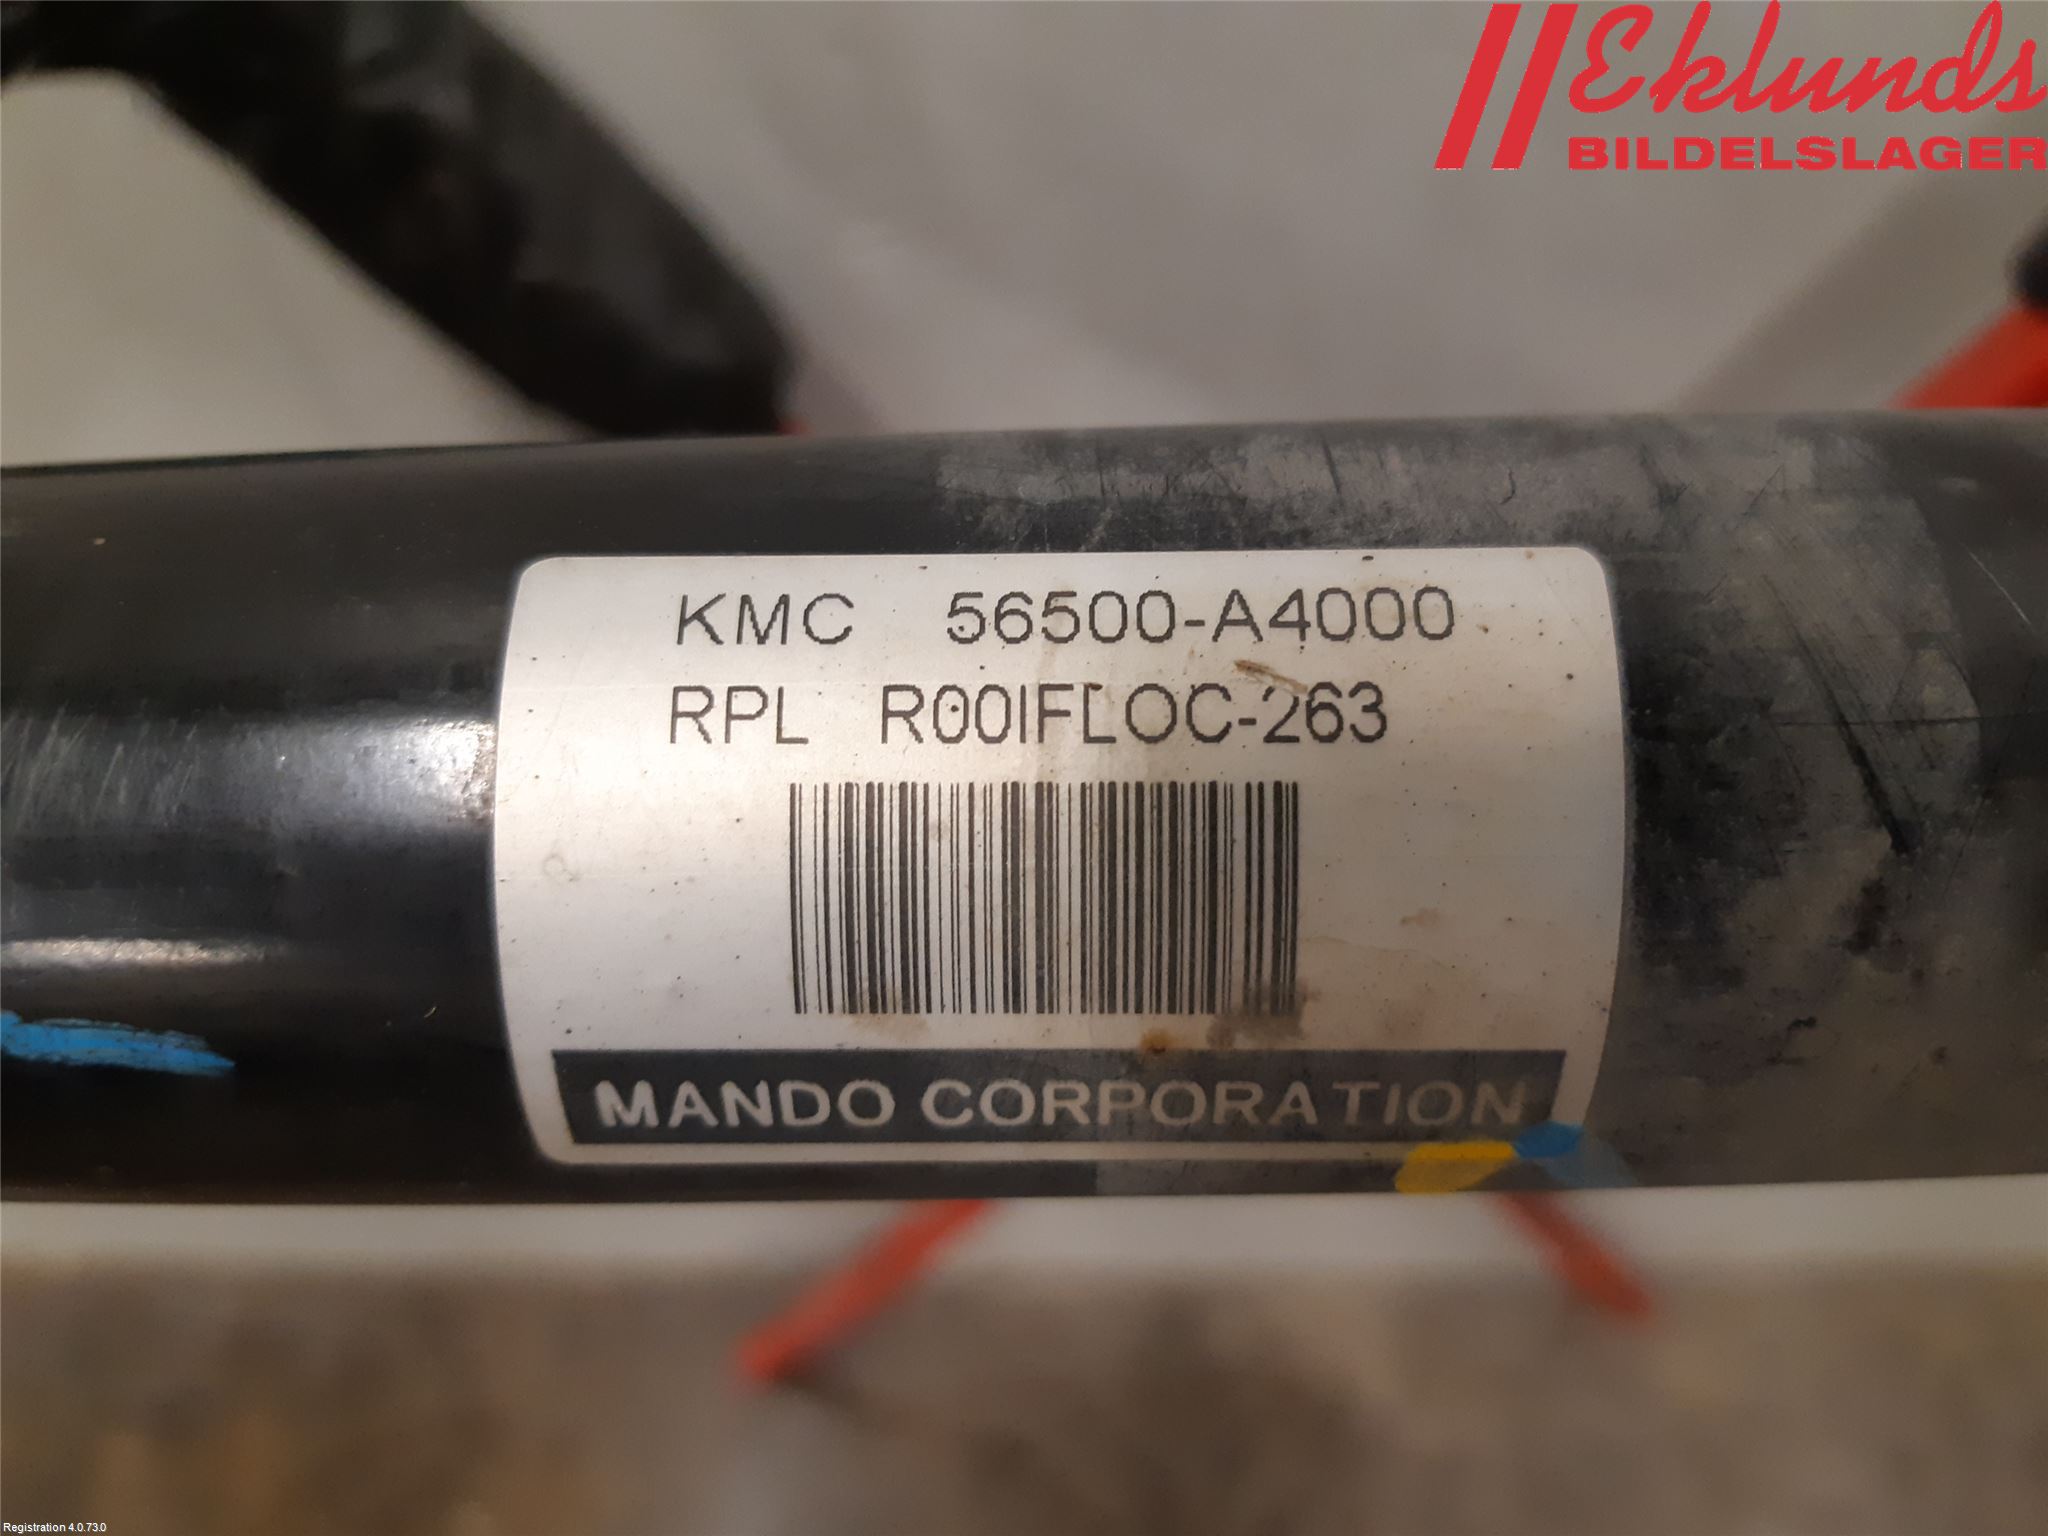 Eklunds
BILDELSLAGER
KMC 56500-A4000
RPL R00IFLOC-263
MANDO CORPORATION
Registration 4.0.73.0